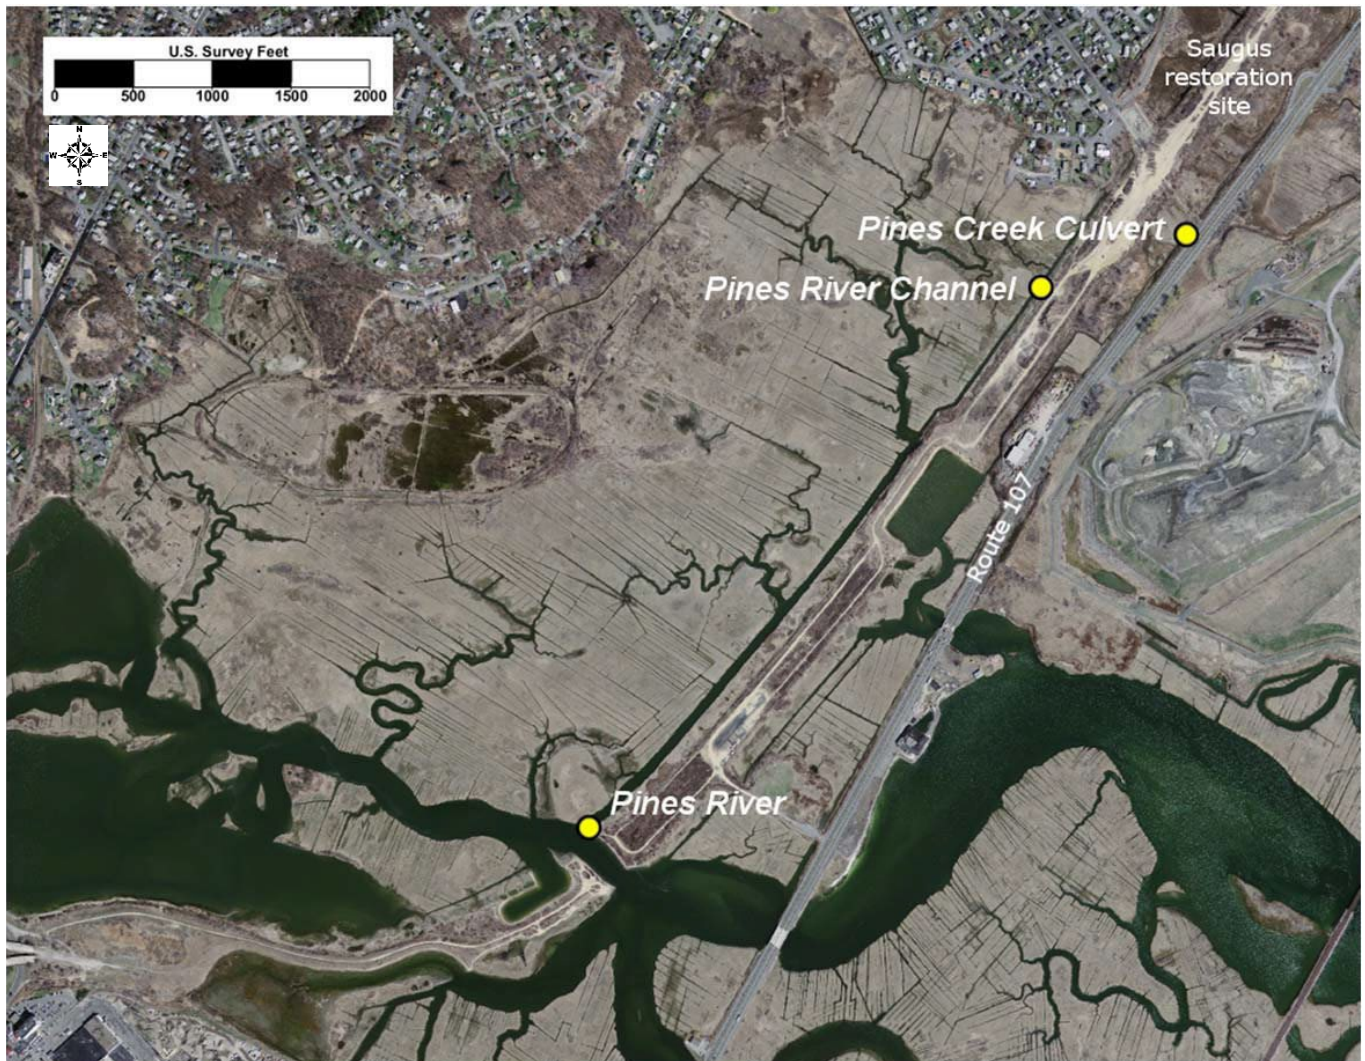 U.S. Survey Feet
0 500 1000 1500 2000
N
W E
S
Saugus
restoration
site
Pines Creek Culvert
Pines River Channel
Route 107
Pines River